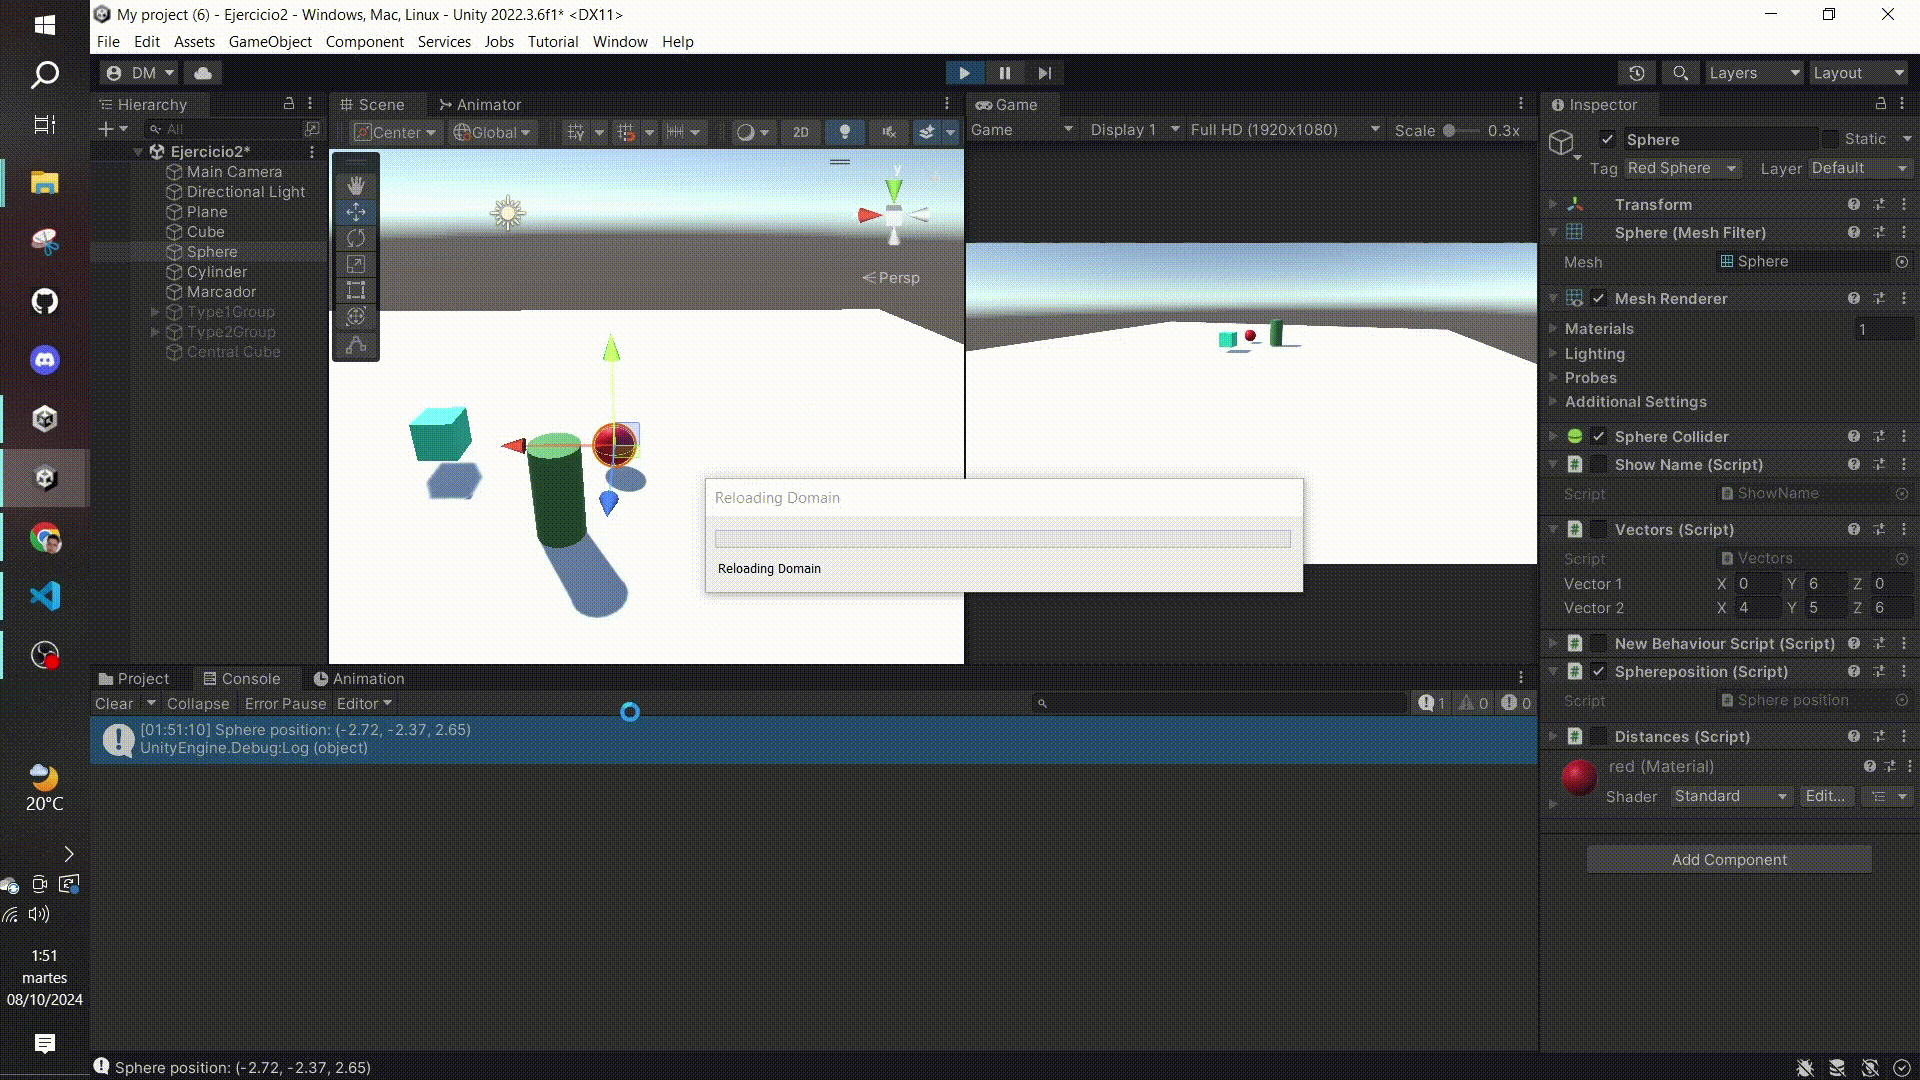 My project (6) - Ejercicio2 - Windows, Mac, Linux - Unity 2022.3.6f1* <DX11>
File Edit Assets GameObject Component Services Jobs Tutorial Window Help
DM
Layers Layout
Hierarchy
All
Ejercicio2*
Main Camera
Directional Light
Plane
Cube
Sphere
Cylinder
Marcador
Type1Group
Type2Group
Central Cube
Scene Animator
Center Global 2D
y
Persp
Game
Game Display 1 Full HD (1920x1080) Scale 0.3x
Reloading Domain
Reloading Domain
Inspector
Sphere Static
Tag Red Sphere Layer Default
Transform
Sphere (Mesh Filter)
Mesh Sphere
Mesh Renderer
Materials 1
Lighting
Probes
Additional Settings
Sphere Collider
Show Name (Script)
Script ShowName
Vectors (Script)
Script Vectors
Vector 1 X 0 Y 6 Z 0
Vector 2 X 4 Y 5 Z 6
New Behaviour Script (Script)
Sphereposition (Script)
Script Sphere position
Distances (Script)
red (Material)
Shader Standard Edit...
Add Component
Project Console Animation
Clear Collapse Error Pause Editor 1 0 0
[01:51:10] Sphere position: (-2.72, -2.37, 2.65)
UnityEngine.Debug:Log (object)
20°C
1:51
martes
08/10/2024
Sphere position: (-2.72, -2.37, 2.65)